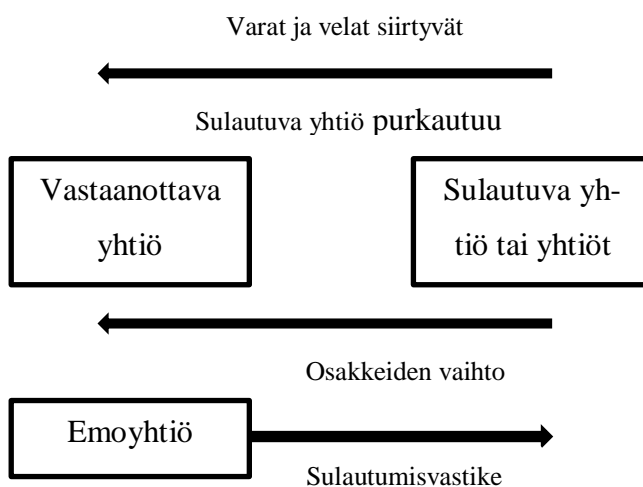 Varat ja velat siirtyvät
Sulautuva yhtiö purkautuu
Vastaanottava
yhtiö
Sulautuva yh-
tiö tai yhtiöt
Osakkeiden vaihto
Emoyhtiö
Sulautumisvastike